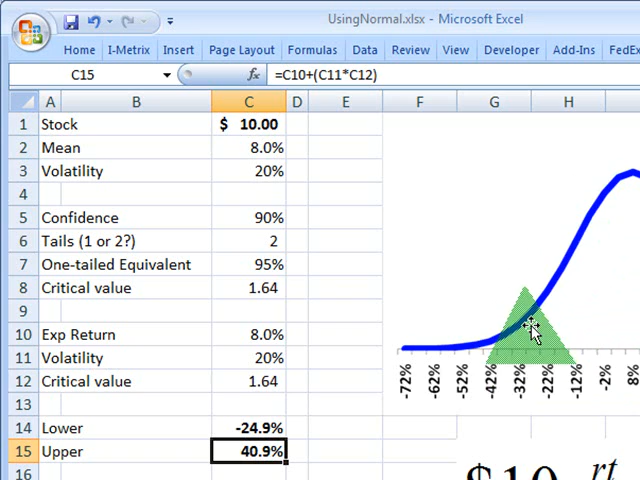 UsingNormal.xlsx - Microsoft Excel
Home I-Metrix Insert Page Layout Formulas Data Review View Developer Add-Ins FedEx
C15 fx =C10+(C11*C12)
A B C D E F G H
1 Stock $ 10.00
2 Mean 8.0%
3 Volatility 20%
4
5 Confidence 90%
6 Tails (1 or 2?) 2
7 One-tailed Equivalent 95%
8 Critical value 1.64
9
10 Exp Return 8.0%
11 Volatility 20%
12 Critical value 1.64
13
14 Lower -24.9%
15 Upper 40.9%
16
-72% -62% -52% -42% -32% -22% -12% -2% 8%
$10 rt